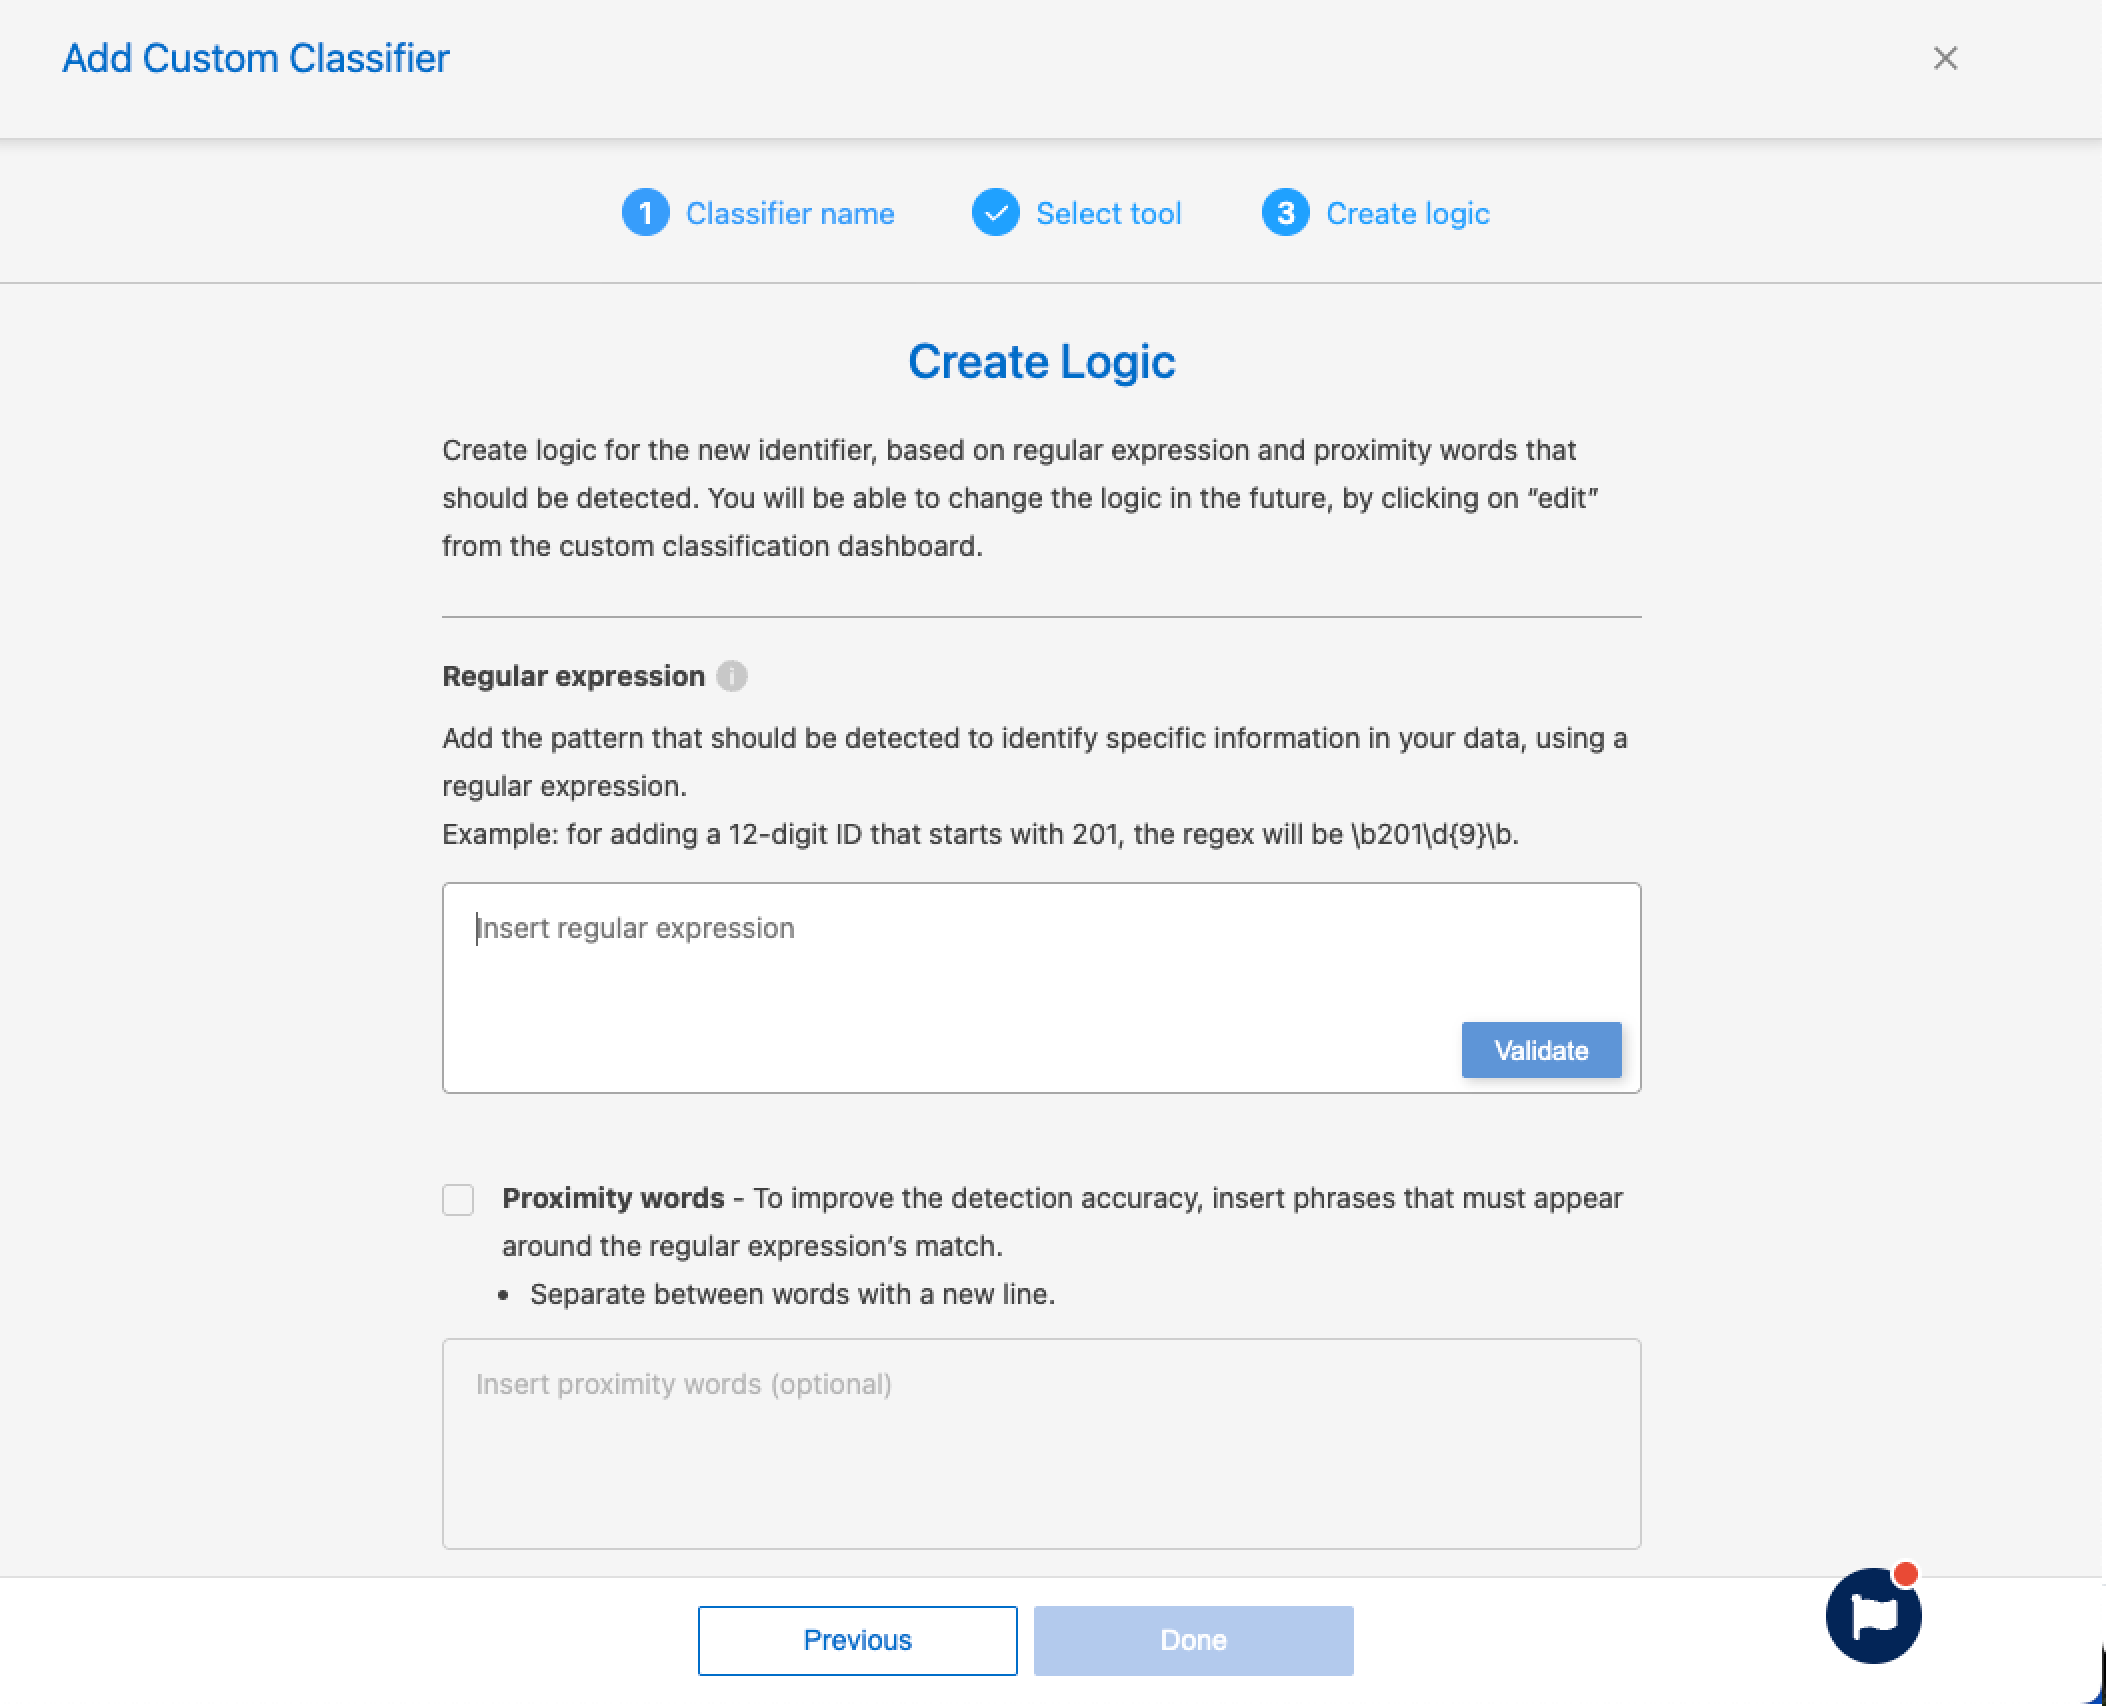 Add Custom Classifier
1 Classifier name Select tool 3 Create logic
Create Logic
Create logic for the new identifier, based on regular expression and proximity words that
should be detected. You will be able to change the logic in the future, by clicking on “edit”
from the custom classification dashboard.
Regular expression i
Add the pattern that should be detected to identify specific information in your data, using a
regular expression.
Example: for adding a 12-digit ID that starts with 201, the regex will be \b201\d{9}\b.
Insert regular expression
Validate
Proximity words - To improve the detection accuracy, insert phrases that must appear
around the regular expression’s match.
• Separate between words with a new line.
Insert proximity words (optional)
Previous Done